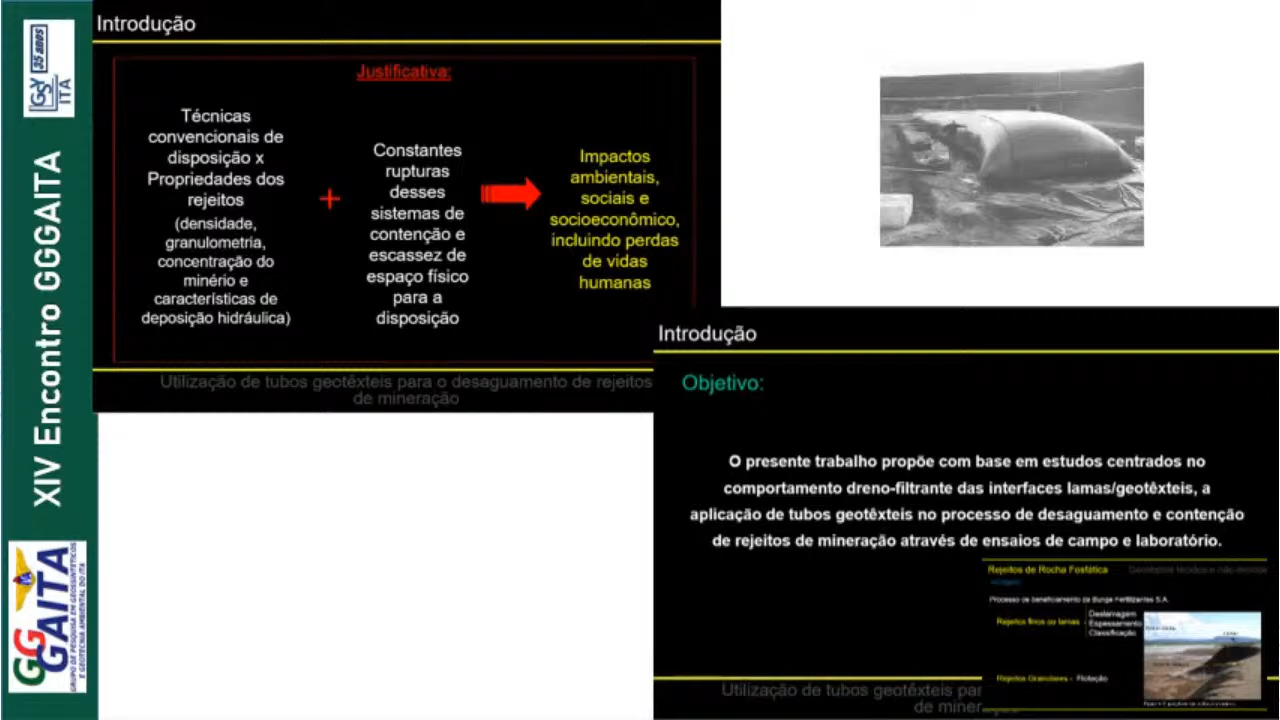 GGSY 35 anos
ITA
XIV Encontro GGGAITA
GGGAITA
GRUPO DE PESQUISA EM GEOSSINTÉTICOS
E GEOTECNIA AMBIENTAL DO ITA
Introdução
Justificativa:
Técnicas
convencionais de
disposição x
Propriedades dos
rejeitos
(densidade,
granulometria,
concentração do
minério e
características de
deposição hidráulica)
+
Constantes
rupturas
desses
sistemas de
contenção e
escassez de
espaço físico
para a
disposição
Impactos
ambientais,
sociais e
socioeconômico,
incluindo perdas
de vidas
humanas
Utilização de tubos geotêxteis para o desaguamento de rejeitos
de mineração
Introdução
Objetivo:
O presente trabalho propõe com base em estudos centrados no
comportamento dreno-filtrante das interfaces lamas/geotêxteis, a
aplicação de tubos geotêxteis no processo de desaguamento e contenção
de rejeitos de mineração através de ensaios de campo e laboratório.
Utilização de tubos geotêxteis par
de miner
Rejeitos de Rocha Fosfática
Processo de beneficiamento da Bunge Fertilizantes S.A.
Rejeitos finos ou lamas -
Deslamagem
Espessamento
Classificação
Rejeitos Granulares - Flotação